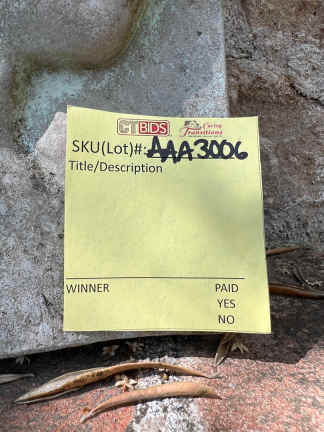 CTBIDS Caring Transitions
SKU(Lot)#: AAA3006
Title/Description
WINNER PAID
YES
NO